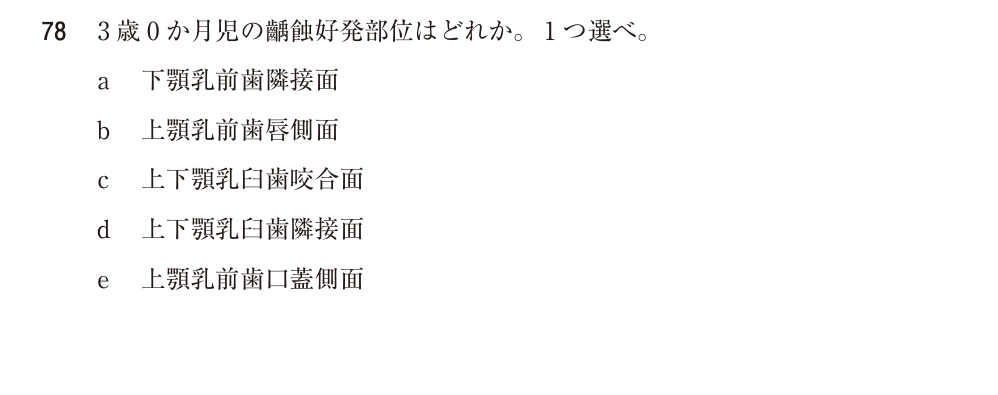 78 3歳0か月児の齲蝕好発部位はどれか。1つ選べ。
a 下顎乳前歯隣接面
b 上顎乳前歯唇側面
c 上下顎乳臼歯咬合面
d 上下顎乳臼歯隣接面
e 上顎乳前歯口蓋側面